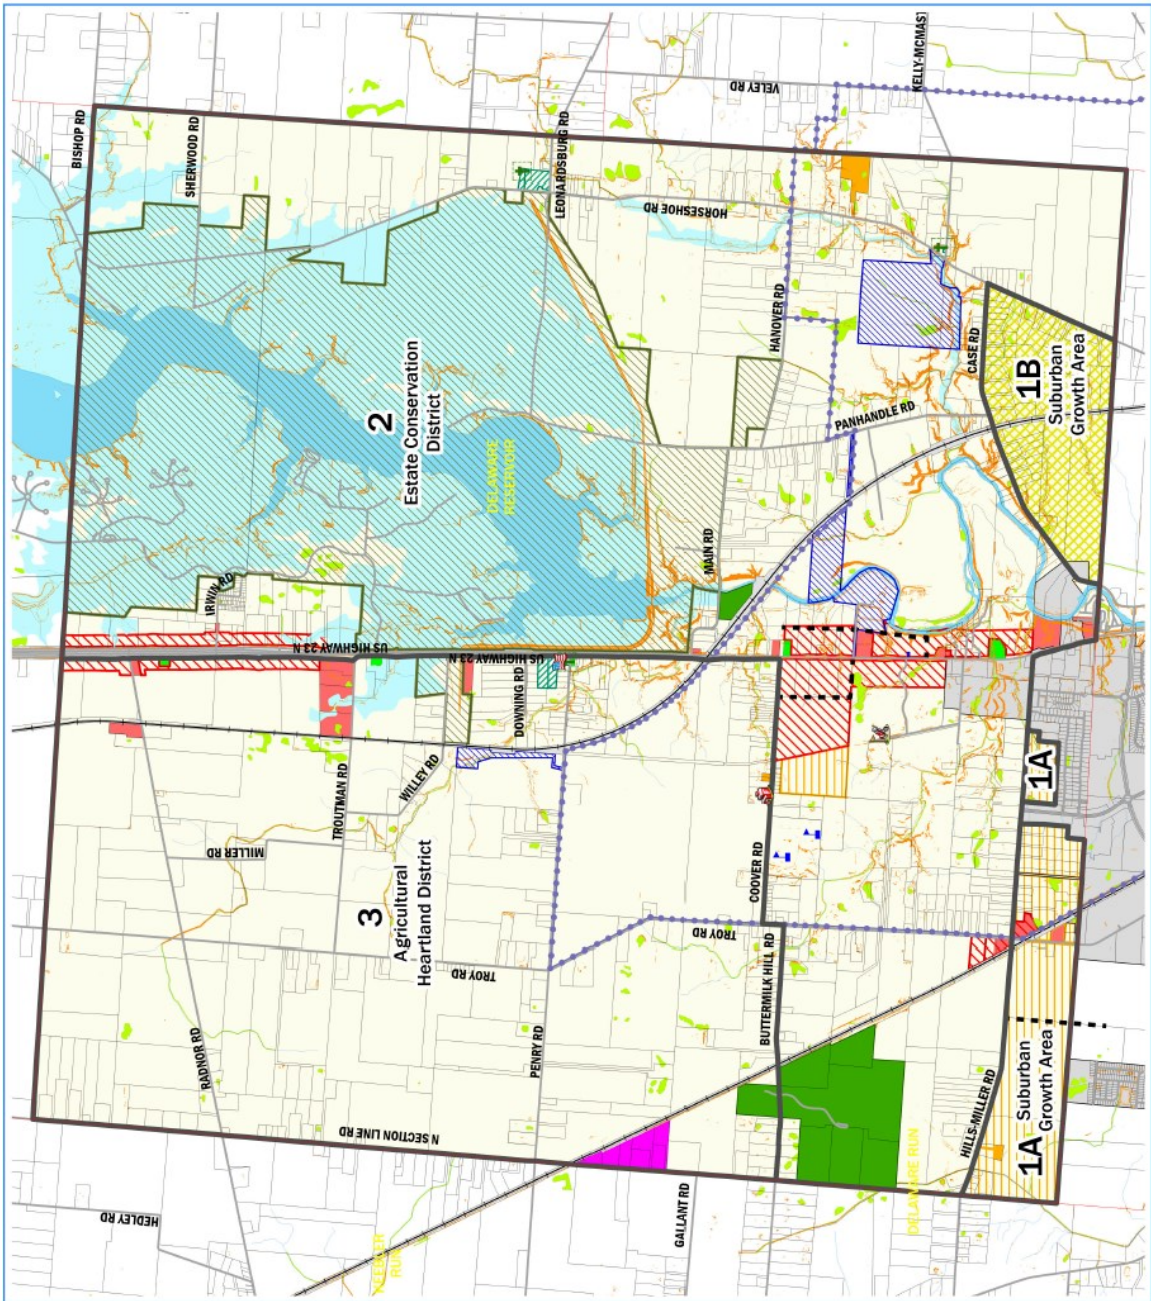 BISHOP RD
SHERWOOD RD
LEONARDSBURG RD
VELEY RD
HORSESHOE RD
HANOVER RD
CASE RD
PANHANDLE RD
1B
Suburban
Growth Area
2
Estate Conservation
District
DELAWARE
RESERVOIR
MAIN RD
IRWIN RD
US HIGHWAY 23 N
US HIGHWAY 23 N
DOWNING RD
WILLEY RD
TROUTMAN RD
MILLER RD
3
Agricultural
Heartland District
COOVER RD
1A
TROY RD
TROY RD
BUTTERMILK HILL RD
RADNOR RD
PENRY RD
N SECTION LINE RD
HILLS-MILLER RD
1A
Suburban
Growth Area
DELAWARE RUN
GALLANT RD
HEDLEY RD
RUN